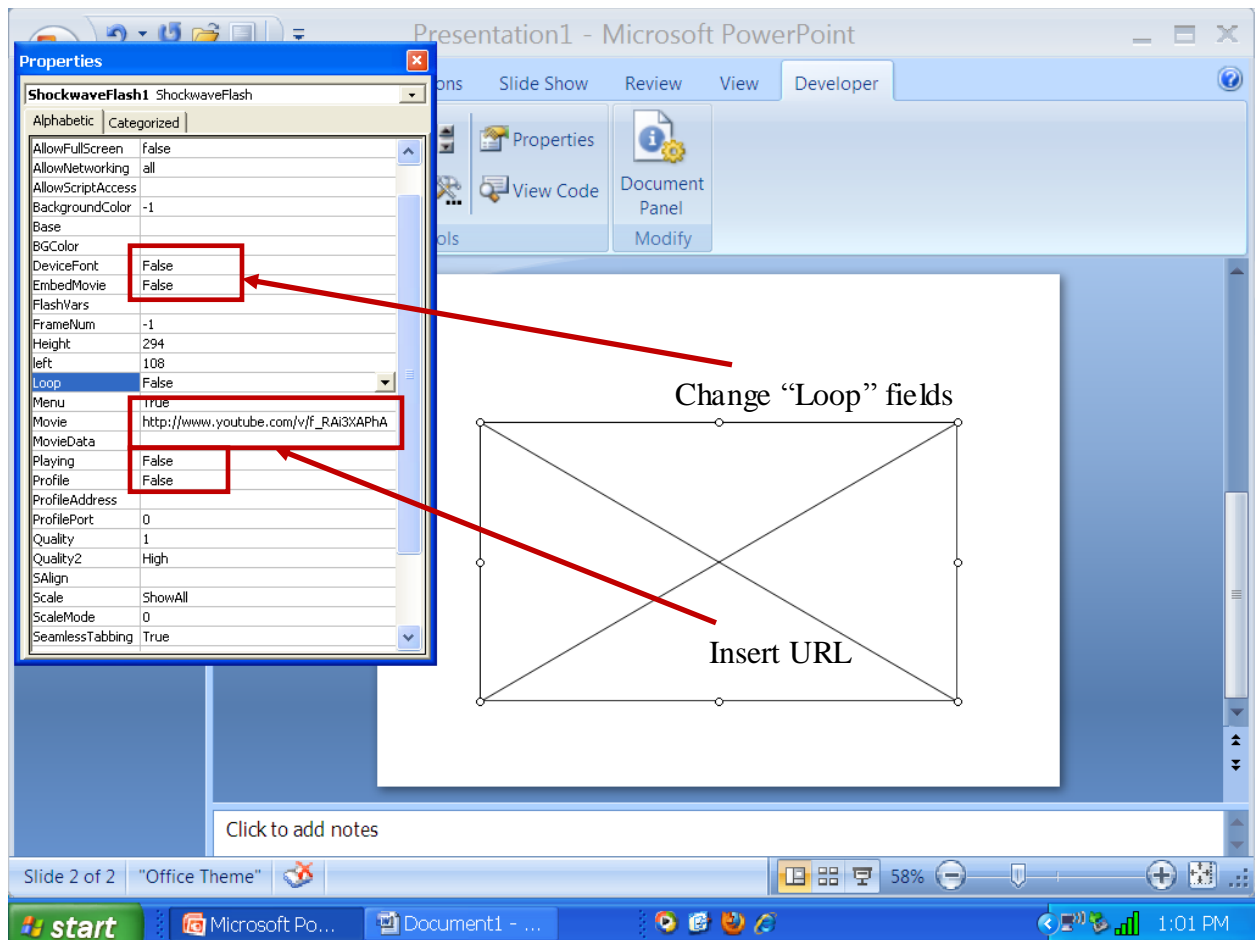 Presentation1 - Microsoft PowerPoint
Properties
ons Slide Show Review View Developer
ShockwaveFlash1 ShockwaveFlash
Alphabetic Categorized
AllowFullScreen false
AllowNetworking all
AllowScriptAccess
BackgroundColor -1
Base
BGColor
DeviceFont False
EmbedMovie False
FlashVars
FrameNum -1
Height 294
left 108
Loop False
Menu True
Movie http://www.youtube.com/v/f_RAi3XAPhA
MovieData
Playing False
Profile False
ProfileAddress
ProfilePort 0
Quality 1
Quality2 High
SAlign
Scale ShowAll
ScaleMode 0
SeamlessTabbing True
Properties
View Code
ols
Document
Panel
Modify
Change “Loop” fields
Insert URL
Click to add notes
Slide 2 of 2 "Office Theme" 58%
start Microsoft Po... Document1 - ... 1:01 PM